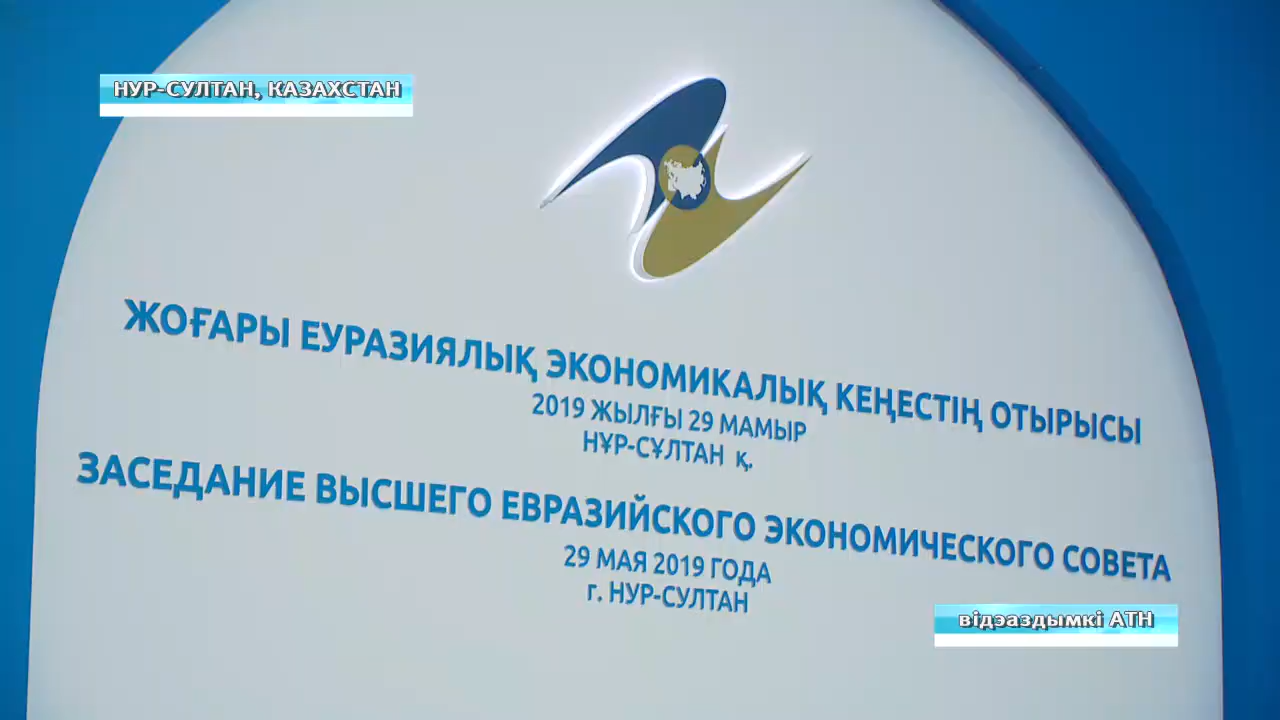 НУР-СУЛТАН, КАЗАХСТАН
ЖОҒАРЫ ЕУРАЗИЯЛЫҚ ЭКОНОМИКАЛЫҚ КЕҢЕСТІҢ ОТЫРЫСЫ
2019 ЖЫЛҒЫ 29 МАМЫР
НҰР-СҰЛТАН қ.
ЗАСЕДАНИЕ ВЫСШЕГО ЕВРАЗИЙСКОГО ЭКОНОМИЧЕСКОГО СОВЕТА
29 МАЯ 2019 ГОДА
г. НУР-СУЛТАН
відэаздымкі АТН